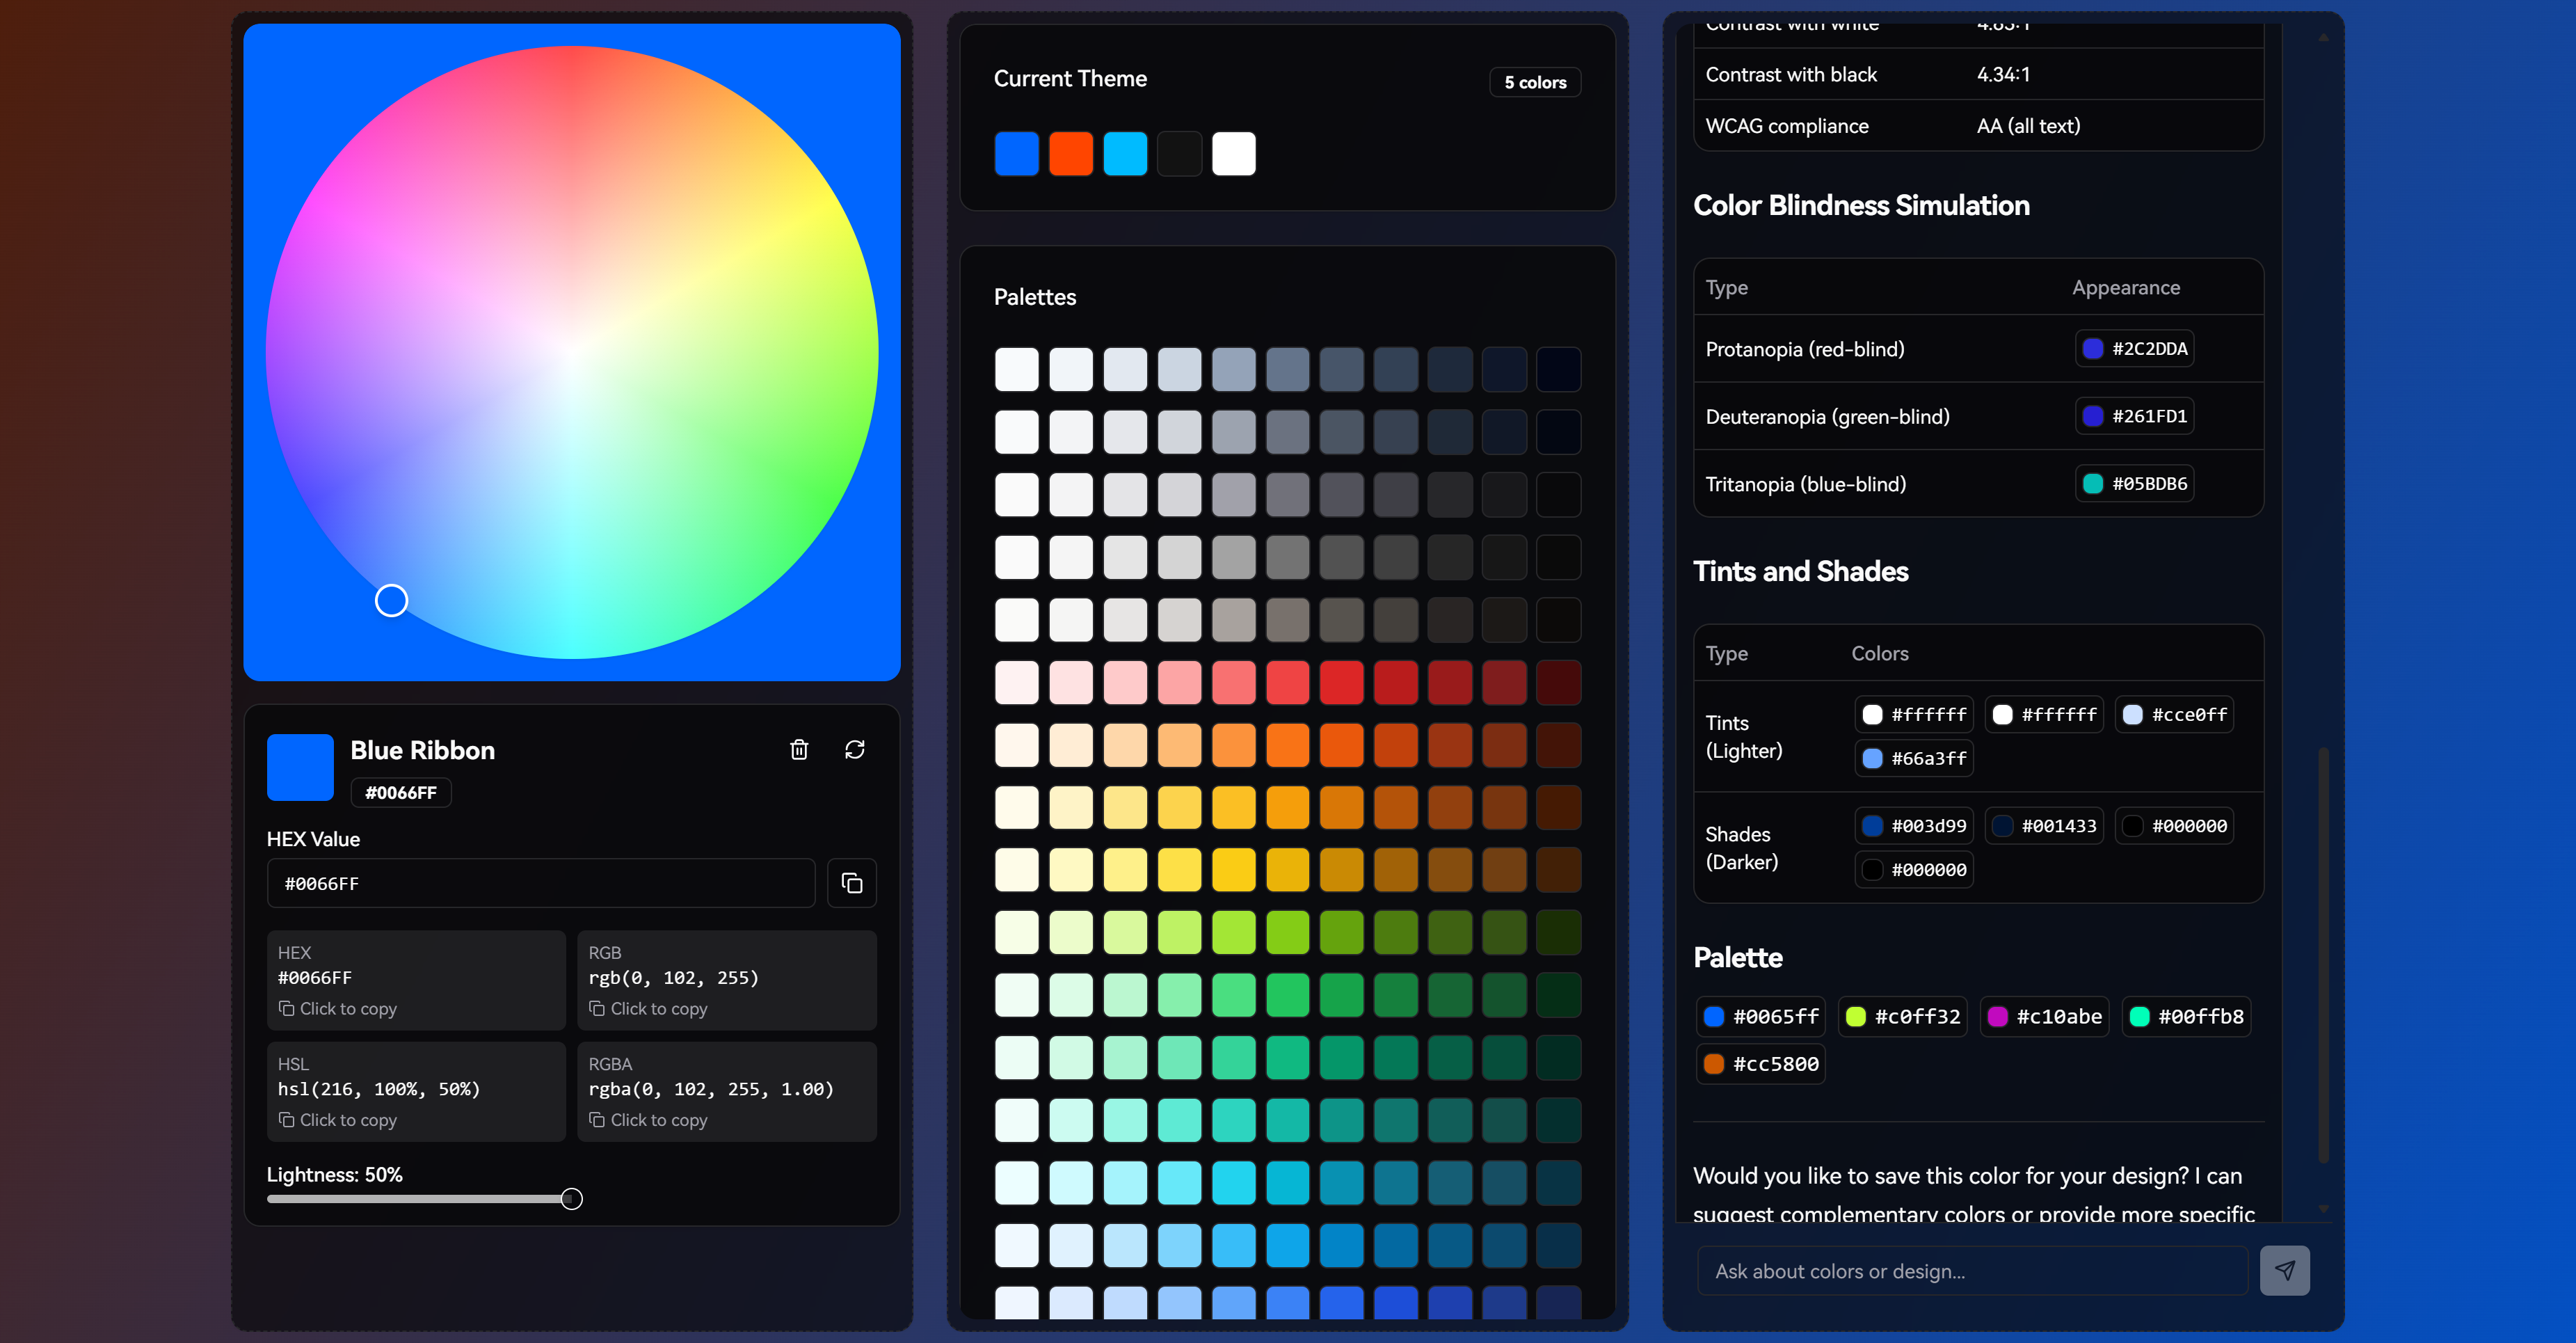 Blue Ribbon
#0066FF
HEX Value
#0066FF
HEX
#0066FF
Click to copy
RGB
rgb(0, 102, 255)
Click to copy
HSL
hsl(216, 100%, 50%)
Click to copy
RGBA
rgba(0, 102, 255, 1.00)
Click to copy
Lightness: 50%
Current Theme
5 colors
Palettes
Contrast with white 4.83:1
Contrast with black 4.34:1
WCAG compliance AA (all text)
Color Blindness Simulation
Type Appearance
Protanopia (red-blind) #2C2DDA
Deuteranopia (green-blind) #261FD1
Tritanopia (blue-blind) #05BDB6
Tints and Shades
Type Colors
Tints
(Lighter)
#ffffff #ffffff #cce0ff
#66a3ff
Shades
(Darker)
#003d99 #001433 #000000
#000000
Palette
#0065ff #c0ff32 #c10abe #00ffb8
#cc5800
Would you like to save this color for your design? I can
suggest complementary colors or provide more specific
Ask about colors or design...